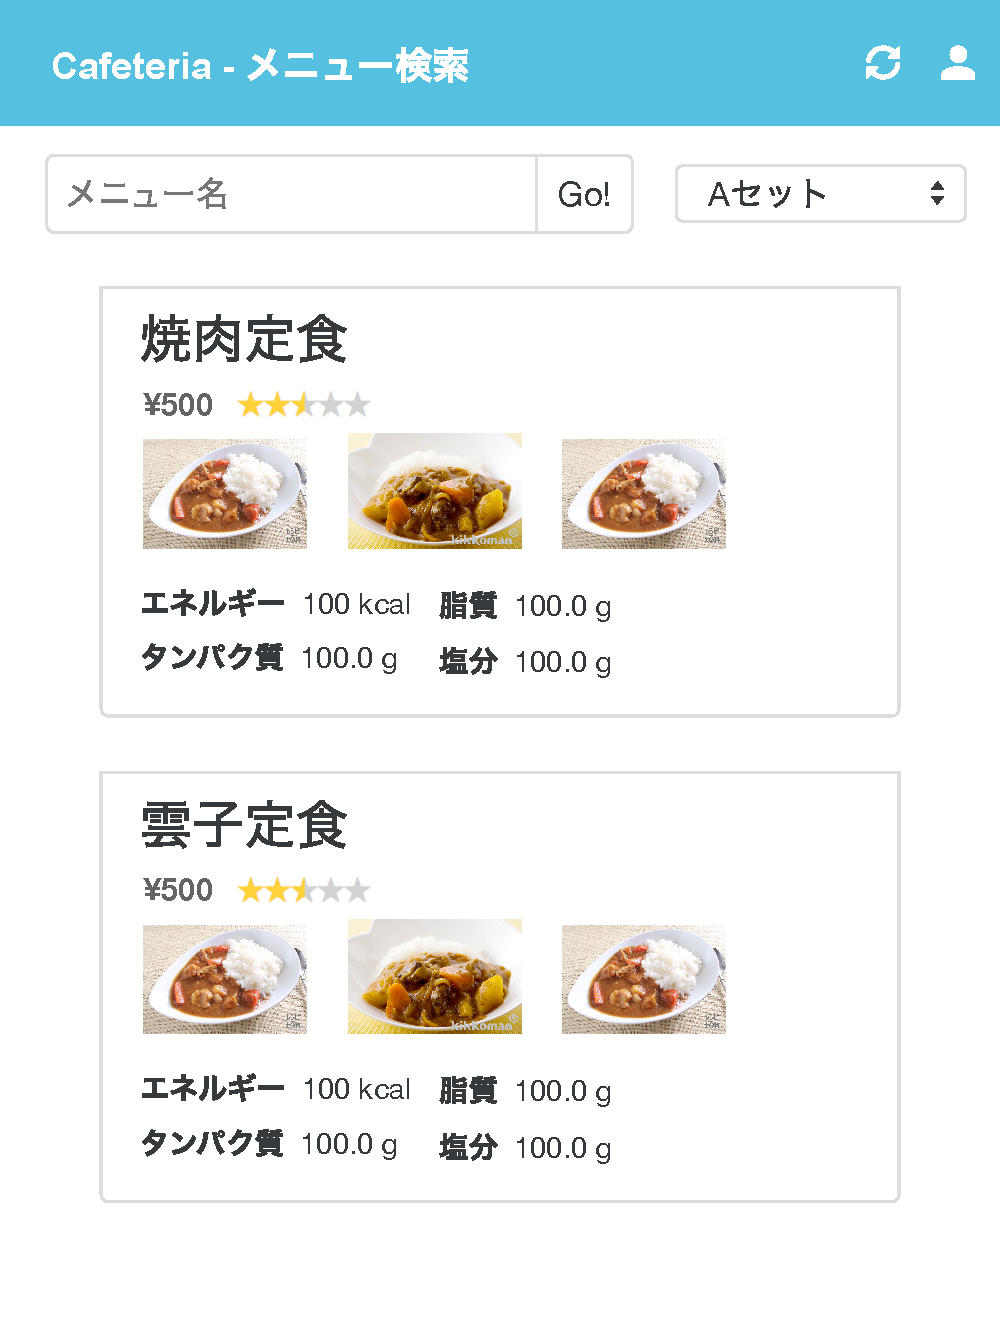 Cafeteria - メニュー検索
メニュー名 Go! Aセット
焼肉定食
¥500
kikkoman
エネルギー 100 kcal 脂質 100.0 g
タンパク質 100.0 g 塩分 100.0 g
雲子定食
¥500
kikkoman
エネルギー 100 kcal 脂質 100.0 g
タンパク質 100.0 g 塩分 100.0 g